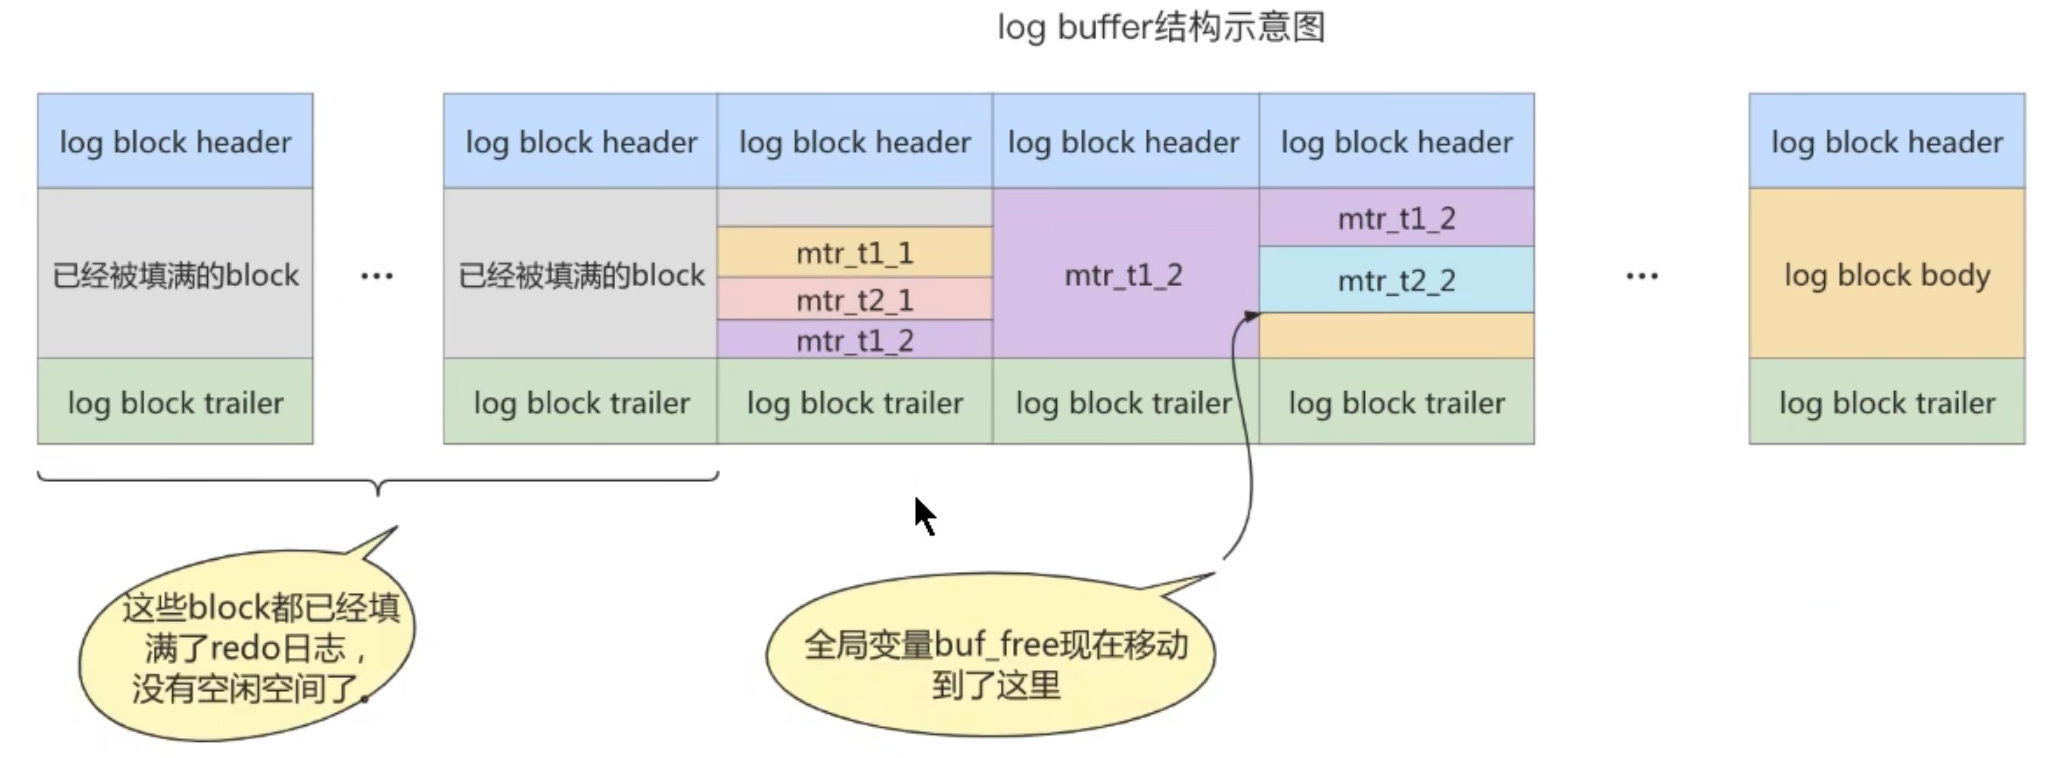 log buffer结构示意图
log block header
log block header
log block header
log block header
log block header
log block header
已经被填满的block
...
已经被填满的block
mtr_t1_1
mtr_t2_1
mtr_t1_2
mtr_t1_2
mtr_t1_2
mtr_t2_2
...
log block body
log block trailer
log block trailer
log block trailer
log block trailer
log block trailer
log block trailer
这些block都已经填
满了redo日志，
没有空闲空间了。
全局变量buf_free现在移动
到了这里